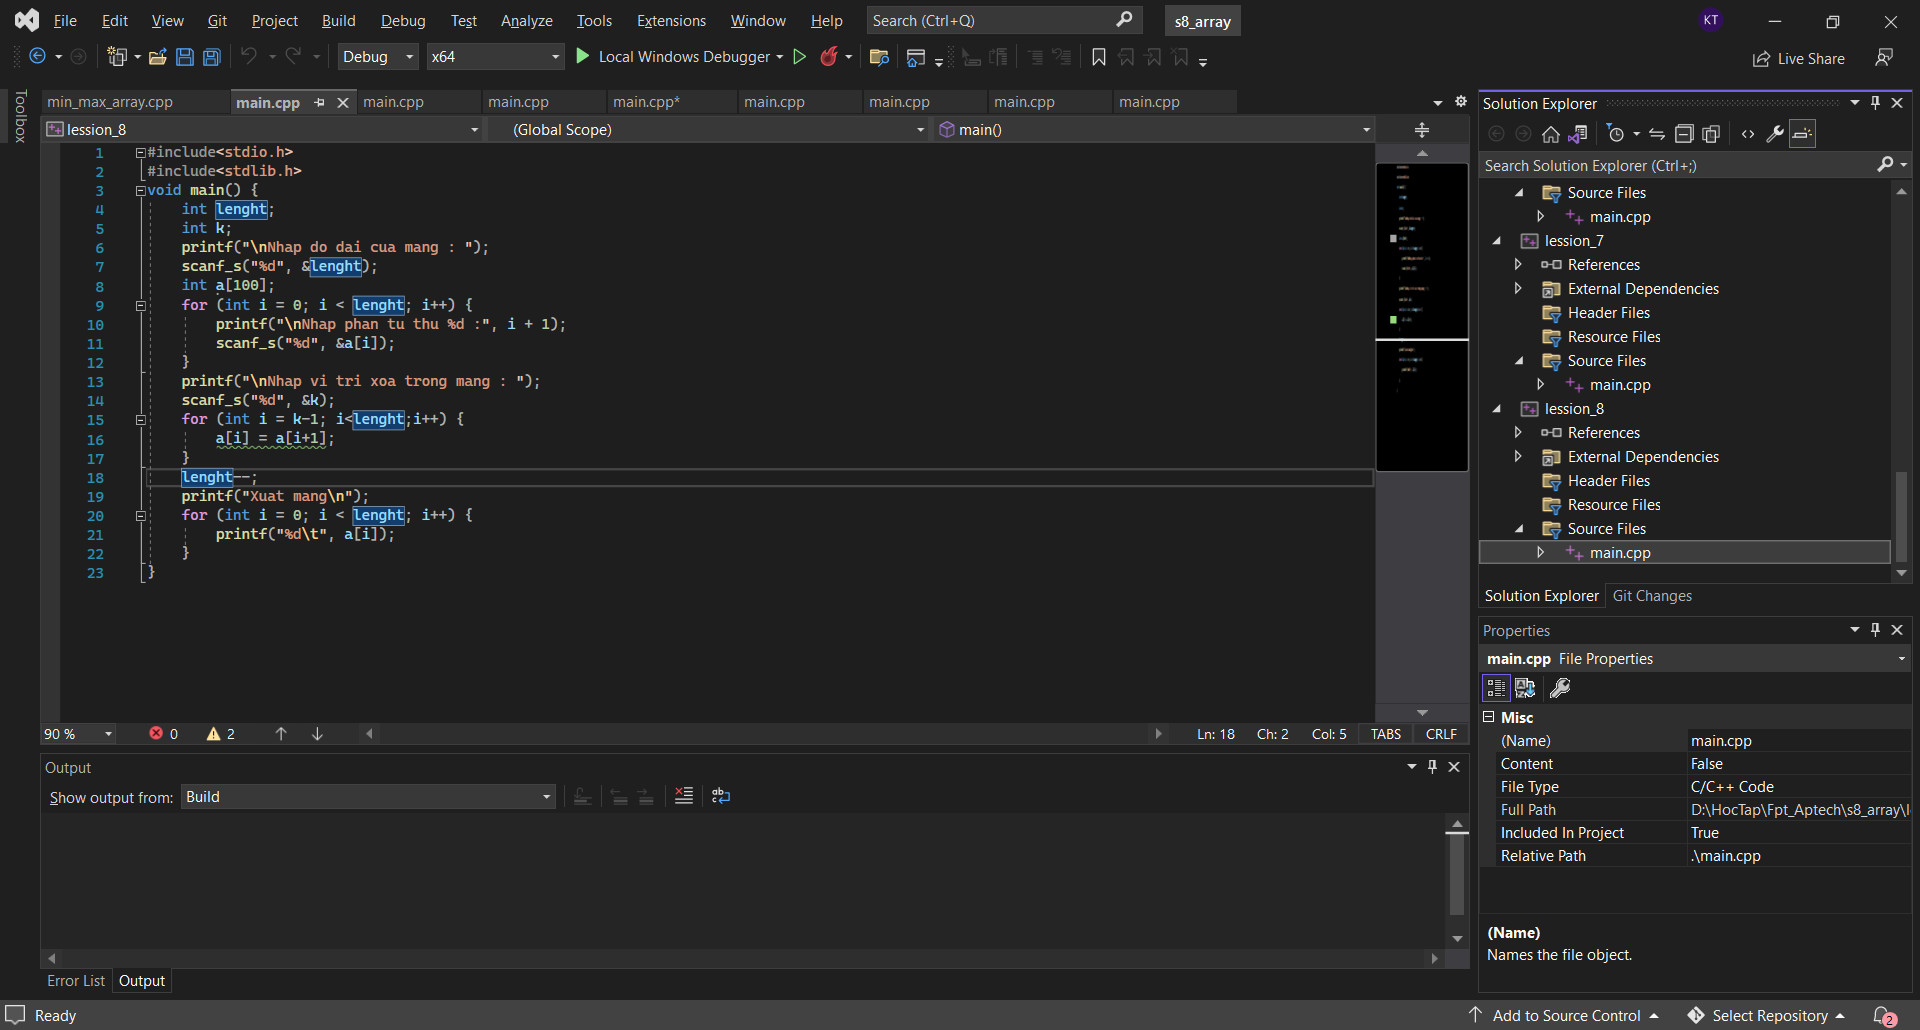 File Edit View Git Project Build Debug Test Analyze Tools Extensions Window Help Search (Ctrl+Q) s8_array KT
Debug x64 Local Windows Debugger Live Share
Toolbox
min_max_array.cpp main.cpp main.cpp main.cpp main.cpp* main.cpp main.cpp main.cpp main.cpp
lession_8 (Global Scope) main()
1 #include<stdio.h>
2 #include<stdlib.h>
3 void main() {
4 int lenght;
5 int k;
6 printf("\nNhap do dai cua mang : ");
7 scanf_s("%d", &lenght);
8 int a[100];
9 for (int i = 0; i < lenght; i++) {
10 printf("\nNhap phan tu thu %d :", i + 1);
11 scanf_s("%d", &a[i]);
12 }
13 printf("\nNhap vi tri xoa trong mang : ");
14 scanf_s("%d", &k);
15 for (int i = k-1; i<lenght;i++) {
16 a[i] = a[i+1];
17 }
18 lenght--;
19 printf("Xuat mang\n");
20 for (int i = 0; i < lenght; i++) {
21 printf("%d\t", a[i]);
22 }
23 }
90 % 0 2 Ln: 18 Ch: 2 Col: 5 TABS CRLF
Output
Show output from: Build
Error List Output
Solution Explorer
Search Solution Explorer (Ctrl+;)
Source Files
main.cpp
lession_7
References
External Dependencies
Header Files
Resource Files
Source Files
main.cpp
lession_8
References
External Dependencies
Header Files
Resource Files
Source Files
main.cpp
Solution Explorer Git Changes
Properties
main.cpp File Properties
Misc
(Name) main.cpp
Content False
File Type C/C++ Code
Full Path D:\HocTap\Fpt_Aptech\s8_array\l
Included In Project True
Relative Path .\main.cpp
(Name)
Names the file object.
Ready Add to Source Control Select Repository 2